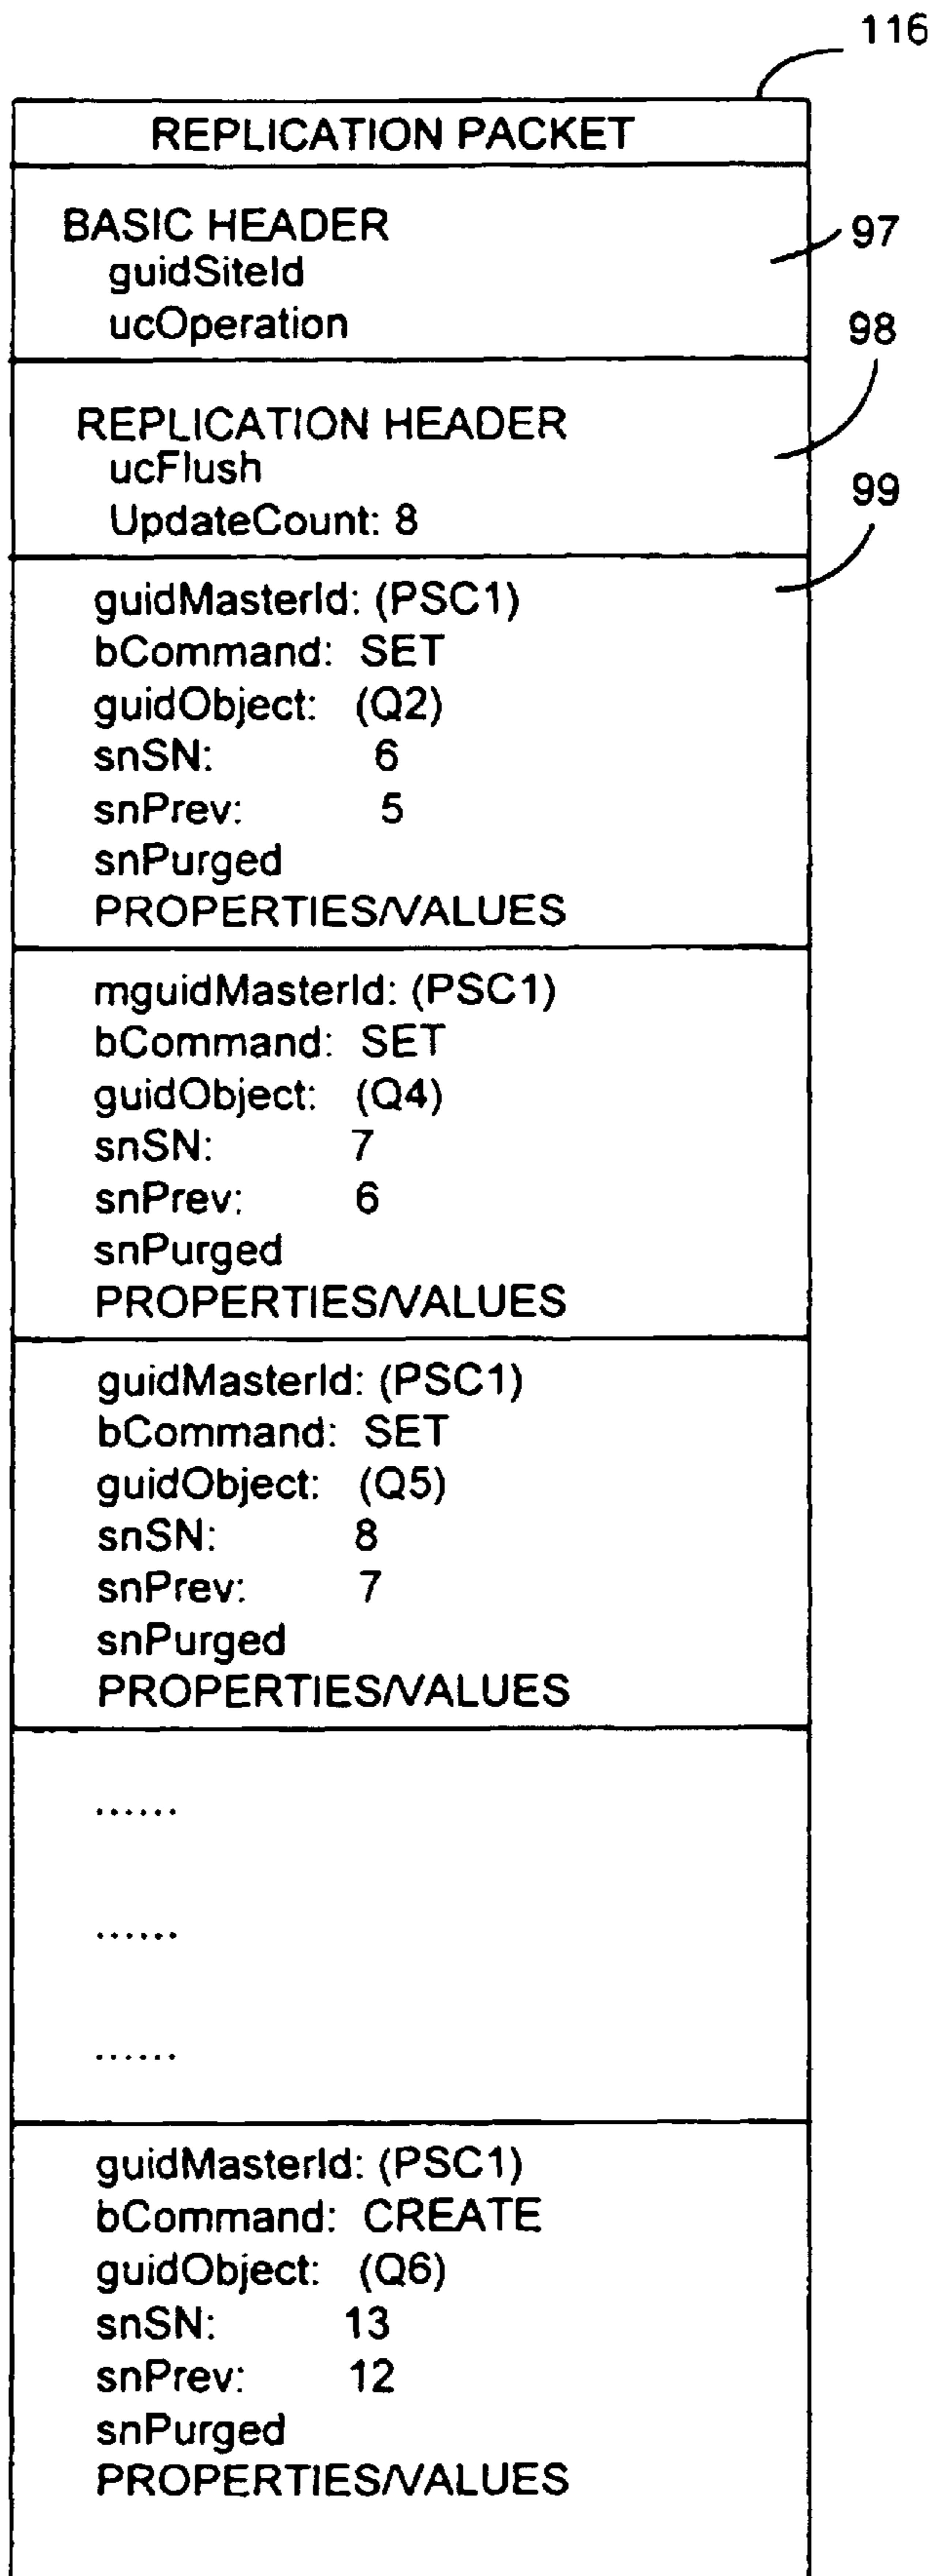 116
REPLICATION PACKET
BASIC HEADER
97
guidSiteId
ucOperation
98
REPLICATION HEADER
ucFlush
99
UpdateCount: 8
guidMasterId: (PSC1)
bCommand: SET
guidObject: (Q2)
snSN: 6
snPrev: 5
snPurged
PROPERTIES/VALUES
mguidMasterId: (PSC1)
bCommand: SET
guidObject: (Q4)
snSN: 7
snPrev: 6
snPurged
PROPERTIES/VALUES
guidMasterId: (PSC1)
bCommand: SET
guidObject: (Q5)
snSN: 8
snPrev: 7
snPurged
PROPERTIES/VALUES
......
......
......
guidMasterId: (PSC1)
bCommand: CREATE
guidObject: (Q6)
snSN: 13
snPrev: 12
snPurged
PROPERTIES/VALUES